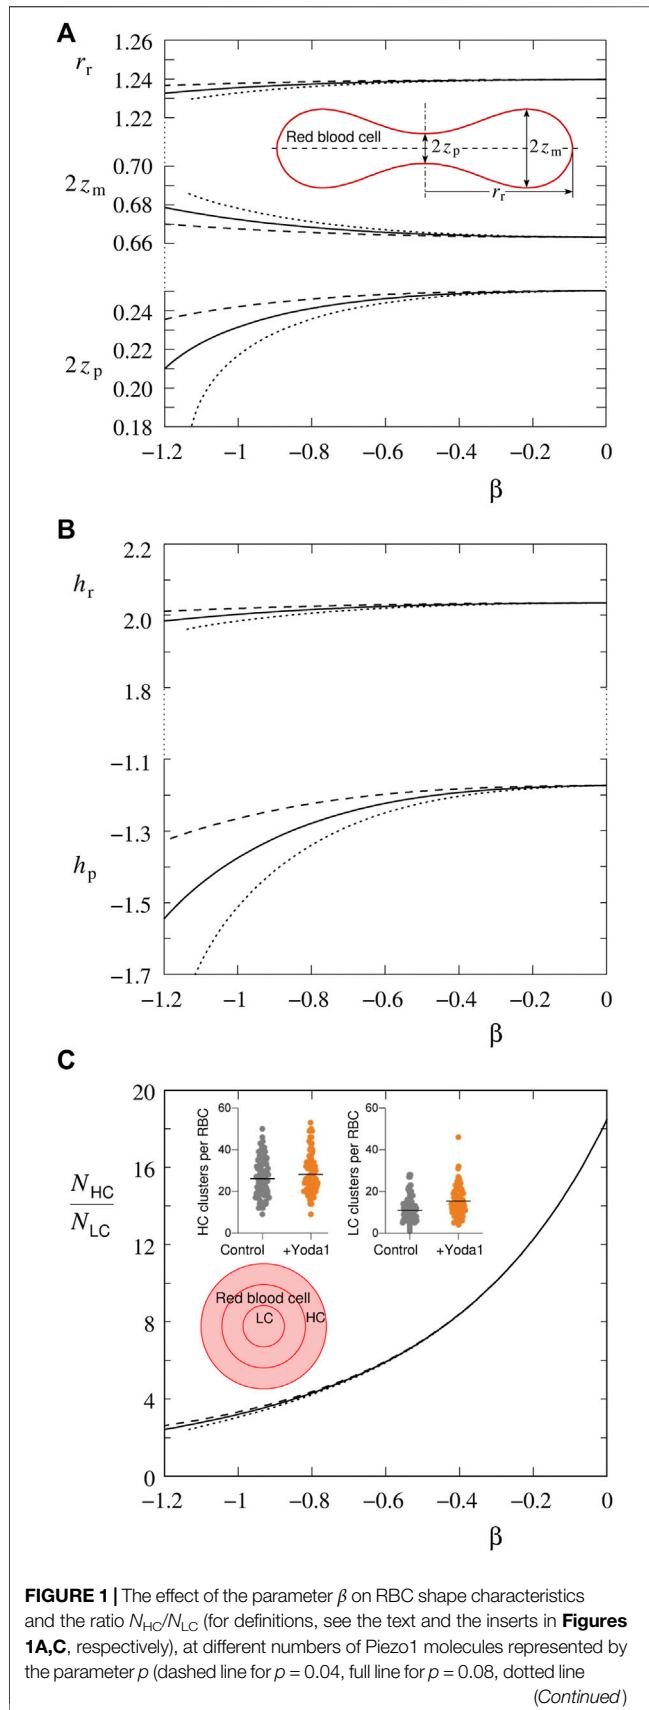 A
1.26
r_r
1.24
1.22
Red blood cell
2z_p
2z_m
r_r
0.70
2z_m
0.68
0.66
0.24
0.22
2z_p
0.20
0.18
−1.2 −1 −0.8 −0.6 −0.4 −0.2 0
β
B
2.2
h_r
2.0
1.8
−1.1
−1.3
h_p
−1.5
−1.7
−1.2 −1 −0.8 −0.6 −0.4 −0.2 0
β
C
20
16
N_HC
N_LC
12
8
4
0
HC clusters per RBC
60
40
20
0
Control +Yoda1
LC clusters per RBC
60
40
20
0
Control +Yoda1
Red blood cell
LC HC
−1.2 −1 −0.8 −0.6 −0.4 −0.2 0
β
FIGURE 1 | The effect of the parameter β on RBC shape characteristics
and the ratio N_HC/N_LC (for definitions, see the text and the inserts in Figures
1A,C, respectively), at different numbers of Piezo1 molecules represented by
the parameter p (dashed line for p = 0.04, full line for p = 0.08, dotted line
(Continued)